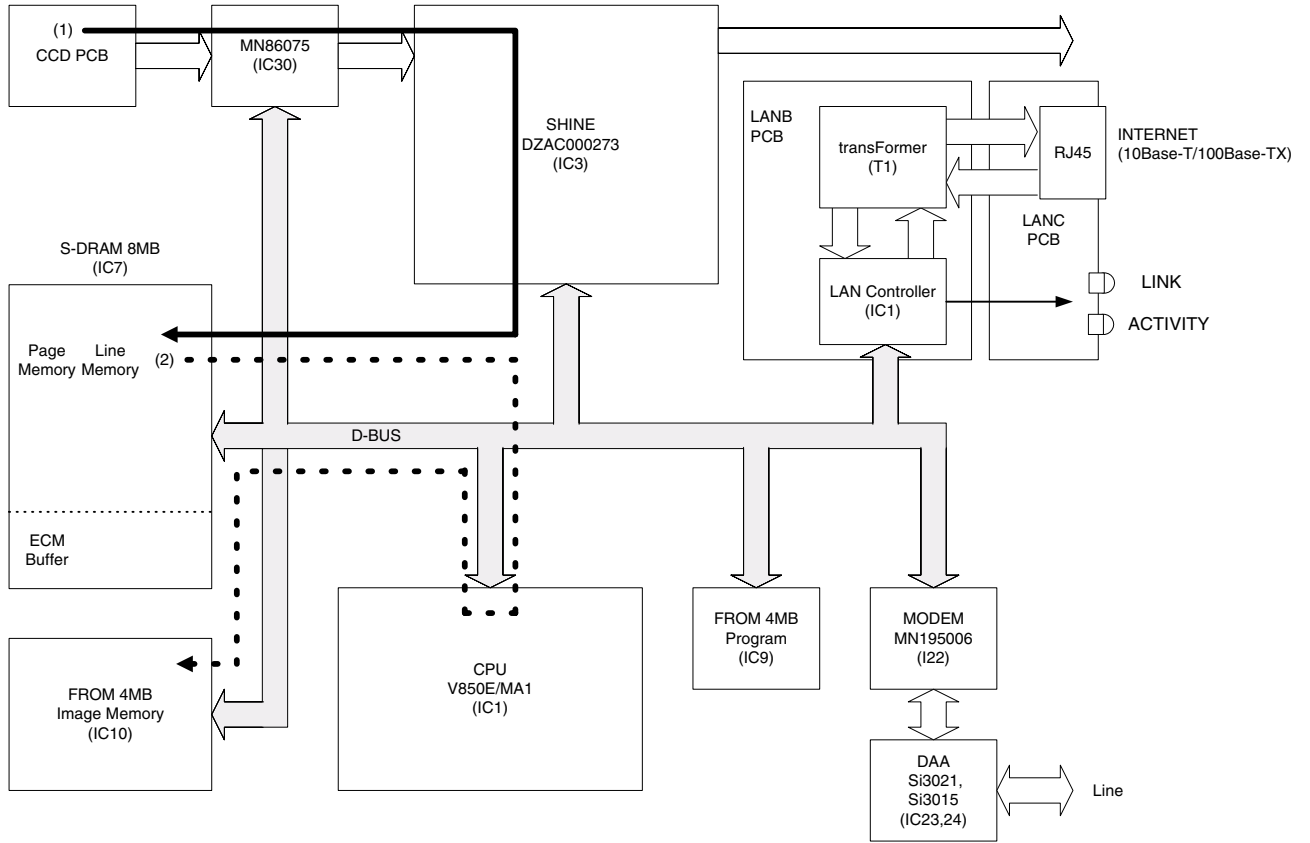 (1)
CCD PCB
MN86075
(IC30)
SHINE
DZAC000273
(IC3)
LANB
PCB
transFormer
(T1)
RJ45
INTERNET
(10Base-T/100Base-TX)
LANC
PCB
LAN Controller
(IC1)
LINK
ACTIVITY
S-DRAM 8MB
(IC7)
Page
Memory
Line
Memory
(2)
D-BUS
ECM
Buffer
FROM 4MB
Image Memory
(IC10)
CPU
V850E/MA1
(IC1)
FROM 4MB
Program
(IC9)
MODEM
MN195006
(I22)
DAA
Si3021,
Si3015
(IC23,24)
Line